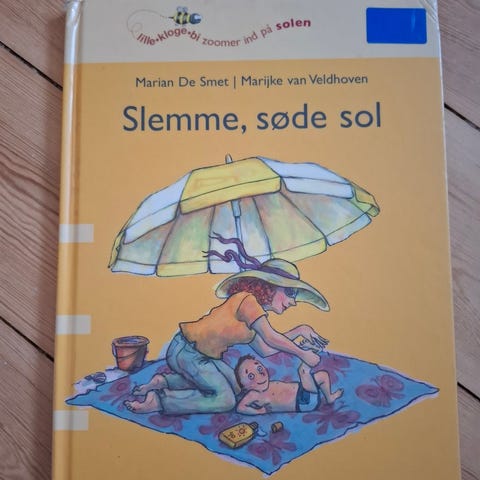 lille•kloge•bi zoomer ind på solen
Marian De Smet | Marijke van Veldhoven
Slemme, søde sol